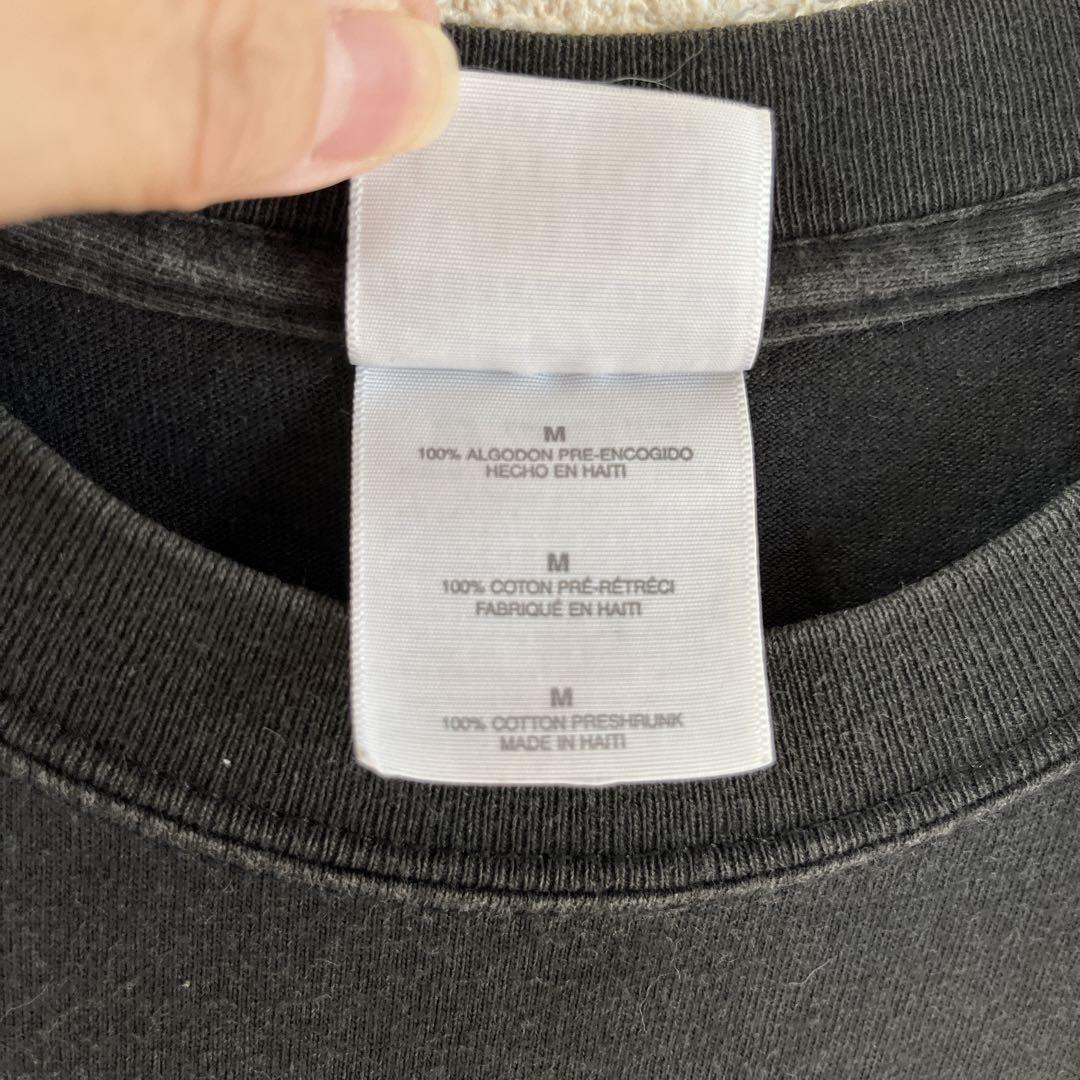 M
100% ALGODON PRE-ENCOGIDO
HECHO EN HAITI
M
100% COTON PRÉ-RÉTRÉCI
FABRIQUÉ EN HAITI
M
100% COTTON PRESHRUNK
MADE IN HAITI